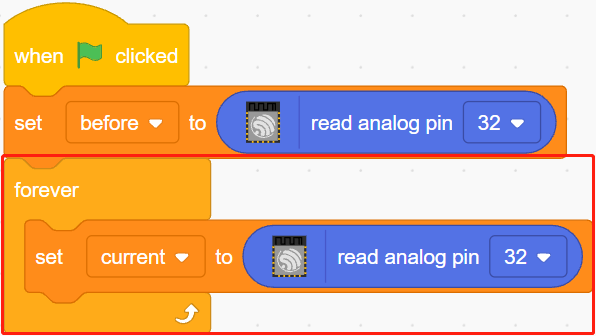 when clicked
set before to read analog pin 32
forever
set current to read analog pin 32